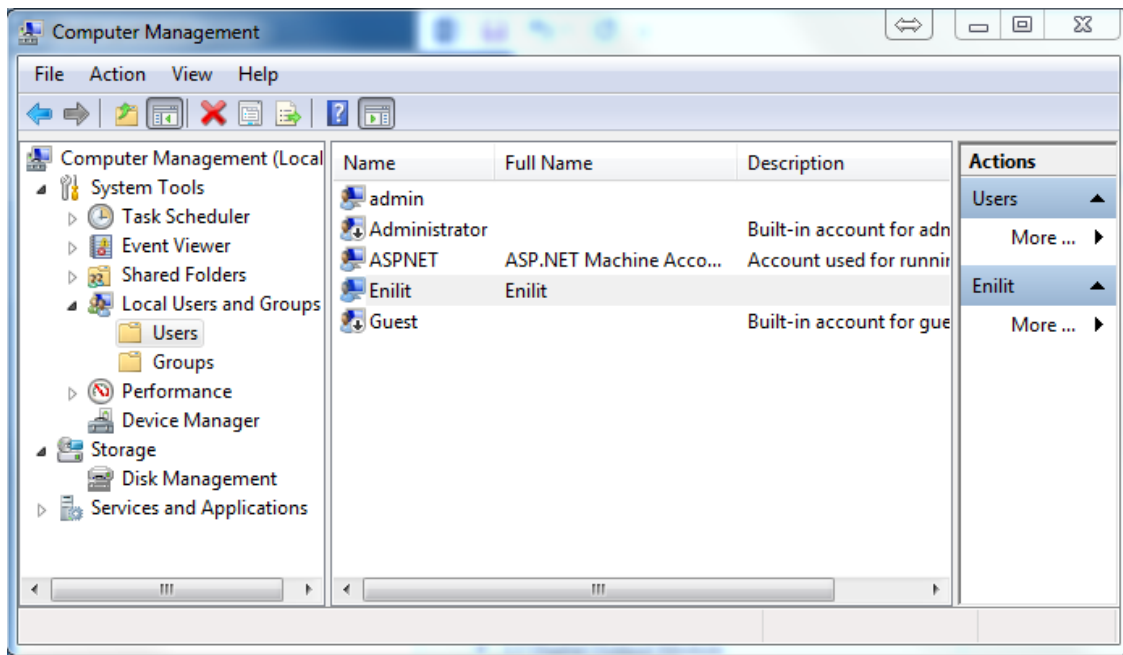 Computer Management
File Action View Help
Computer Management (Local
System Tools
Task Scheduler
Event Viewer
Shared Folders
Local Users and Groups
Users
Groups
Performance
Device Manager
Storage
Disk Management
Services and Applications
Name Full Name Description
admin
Administrator Built-in account for adn
ASPNET ASP.NET Machine Acco... Account used for runnin
Enilit Enilit
Guest Built-in account for gue
Actions
Users
More ...
Enilit
More ...